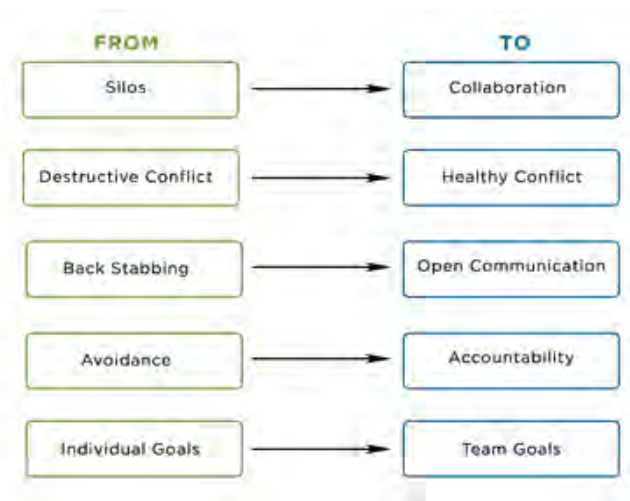 FROM
TO
Silos
Collaboration
Destructive Conflict
Healthy Conflict
Back Stabbing
Open Communication
Avoidance
Accountability
Individual Goals
Team Goals